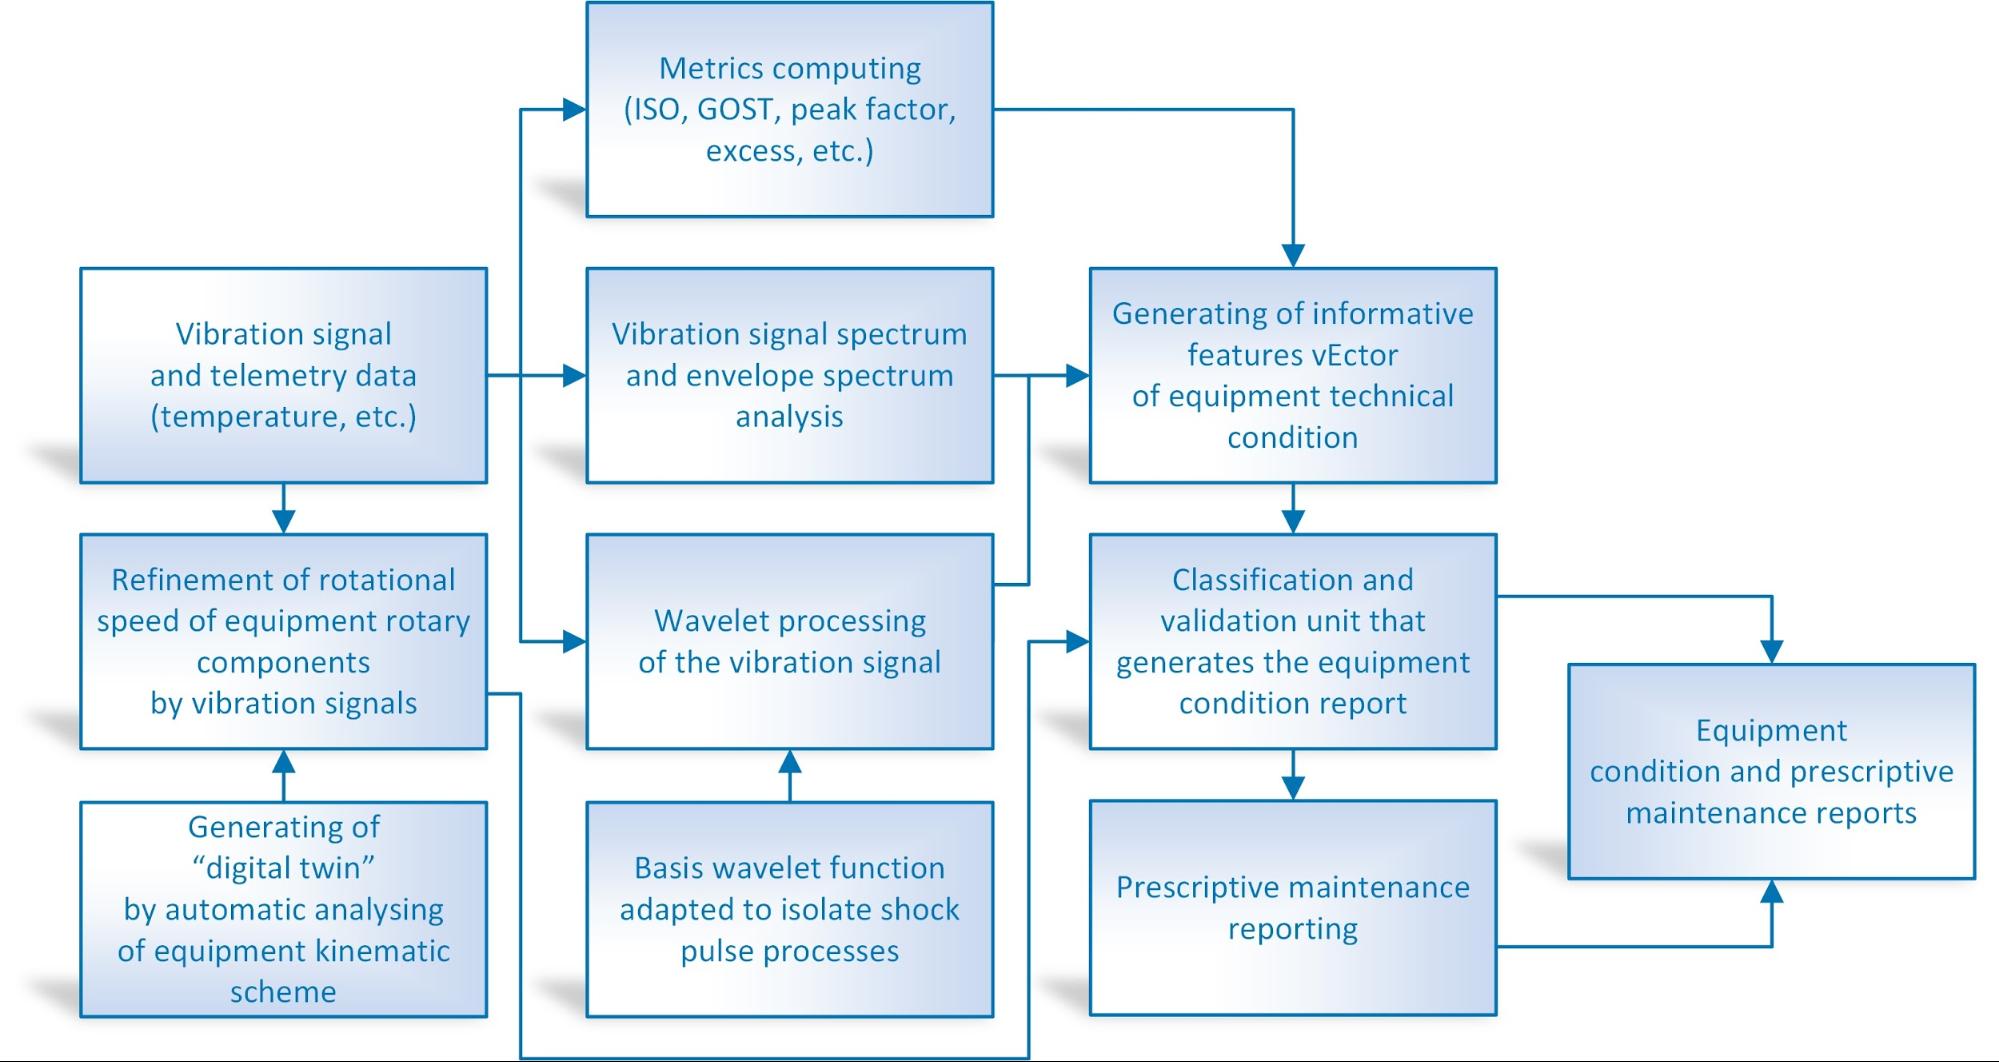 Metrics computing
(ISO, GOST, peak factor,
excess, etc.)
Vibration signal
and telemetry data
(temperature, etc.)
Vibration signal spectrum
and envelope spectrum
analysis
Generating of informative
features vEctor
of equipment technical
condition
Refinement of rotational
speed of equipment rotary
components
by vibration signals
Wavelet processing
of the vibration signal
Classification and
validation unit that
generates the equipment
condition report
Equipment
condition and prescriptive
maintenance reports
Generating of
“digital twin”
by automatic analysing
of equipment kinematic
scheme
Basis wavelet function
adapted to isolate shock
pulse processes
Prescriptive maintenance
reporting